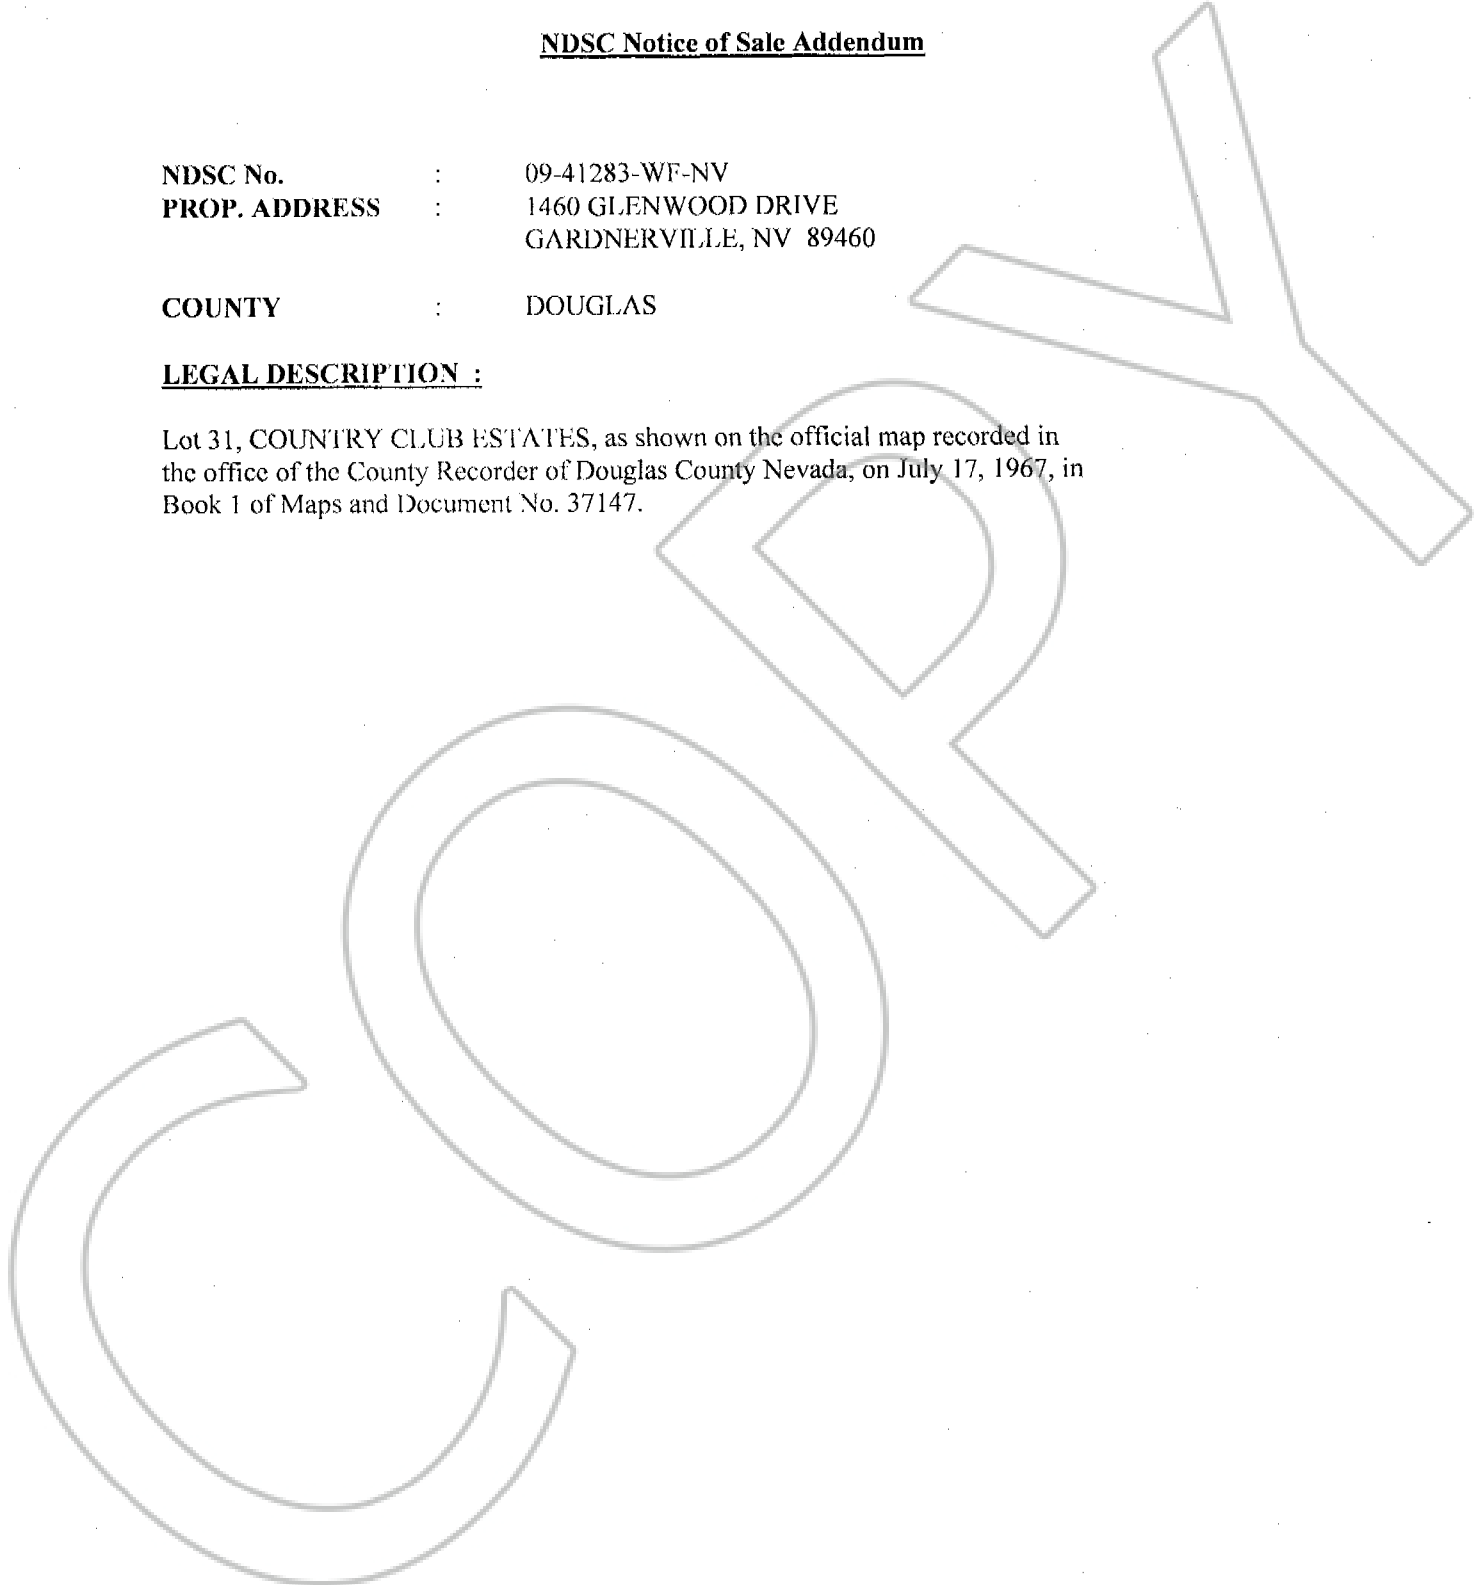 NDSC Notice of Sale Addendum
NDSC No. : 09-41283-WF-NV
PROP. ADDRESS : 1460 GLENWOOD DRIVE
GARDNERVILLE, NV 89460
COUNTY : DOUGLAS
LEGAL DESCRIPTION :
Lot 31, COUNTRY CLUB ESTATES, as shown on the official map recorded in
the office of the County Recorder of Douglas County Nevada, on July 17, 1967, in
Book 1 of Maps and Document No. 37147.
COPY